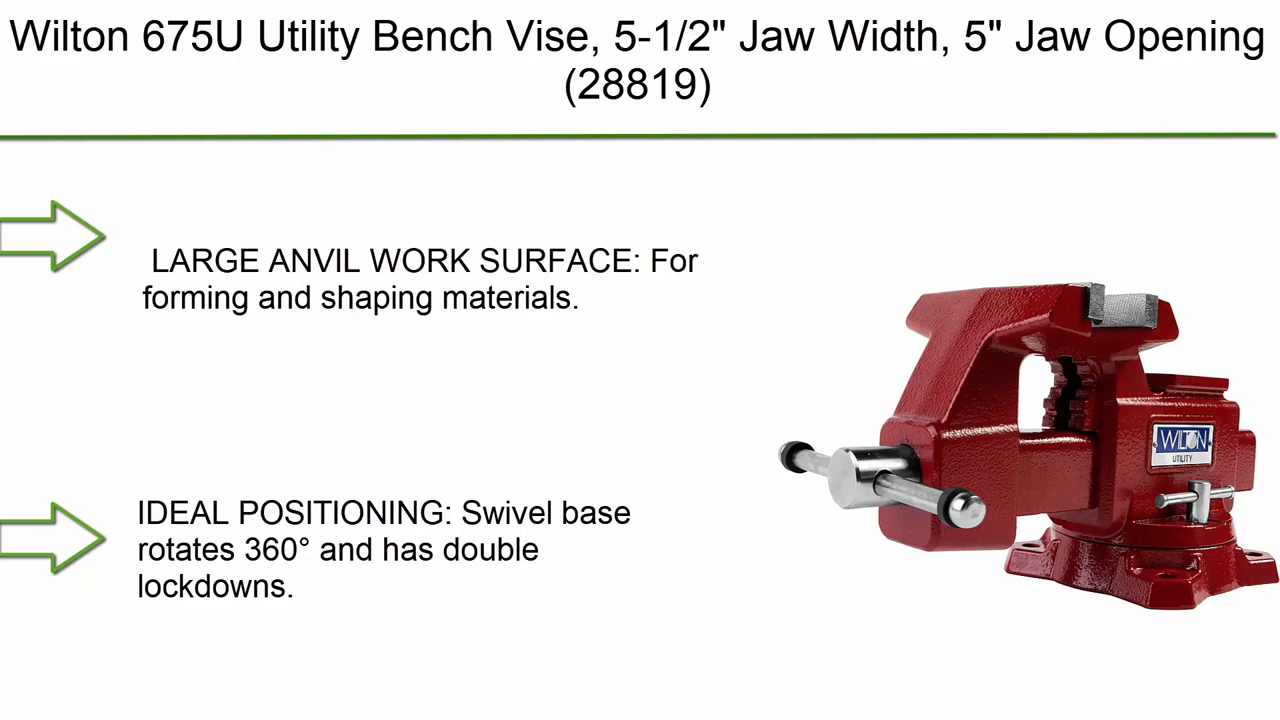 Wilton 675U Utility Bench Vise, 5-1/2" Jaw Width, 5" Jaw Opening
(28819)
LARGE ANVIL WORK SURFACE: For
forming and shaping materials.
IDEAL POSITIONING: Swivel base
rotates 360° and has double
lockdowns.
WILTON
UTILITY